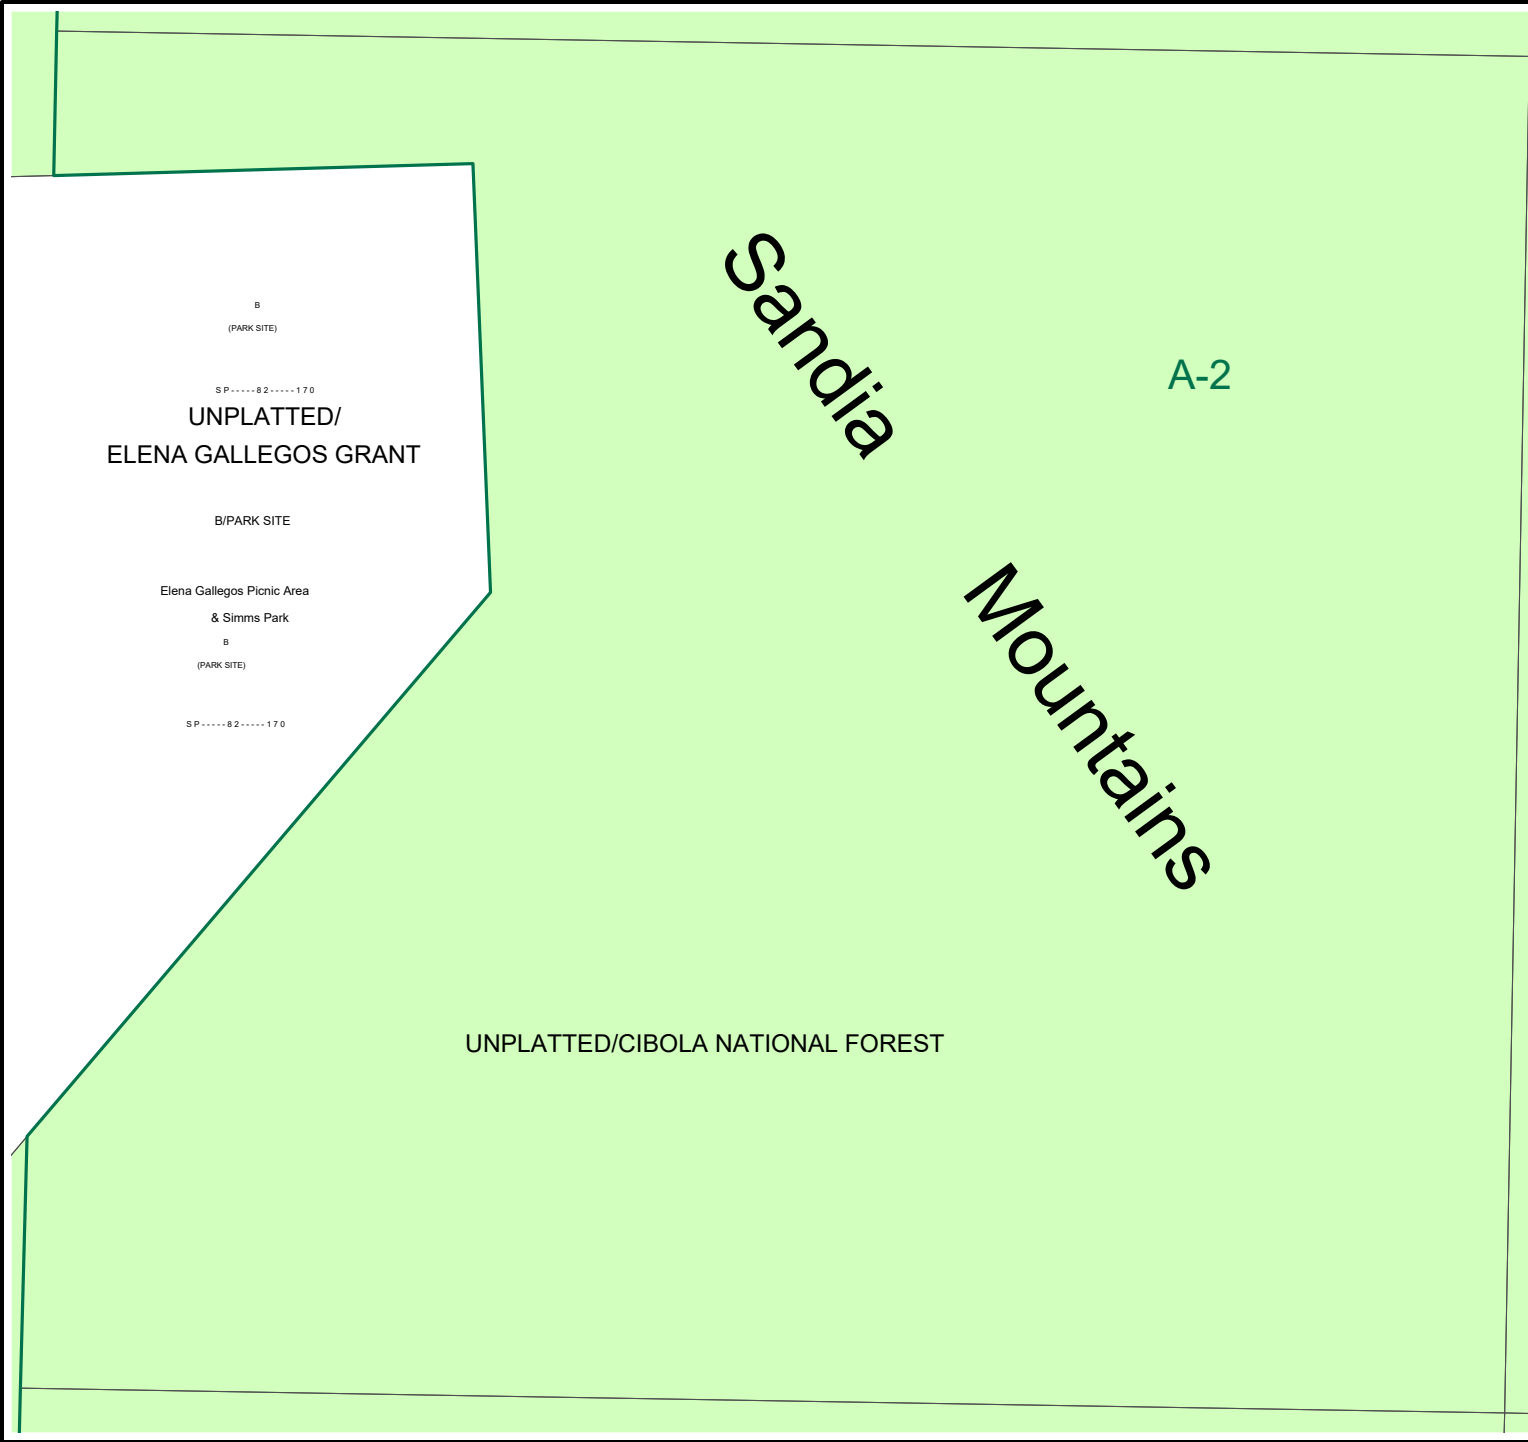 B
(PARK SITE)
SP-----82-----170
UNPLATTED/
ELENA GALLEGOS GRANT
B/PARK SITE
Elena Gallegos Picnic Area
& Simms Park
B
(PARK SITE)
SP-----82-----170
Sandia
Mountains
A-2
UNPLATTED/CIBOLA NATIONAL FOREST